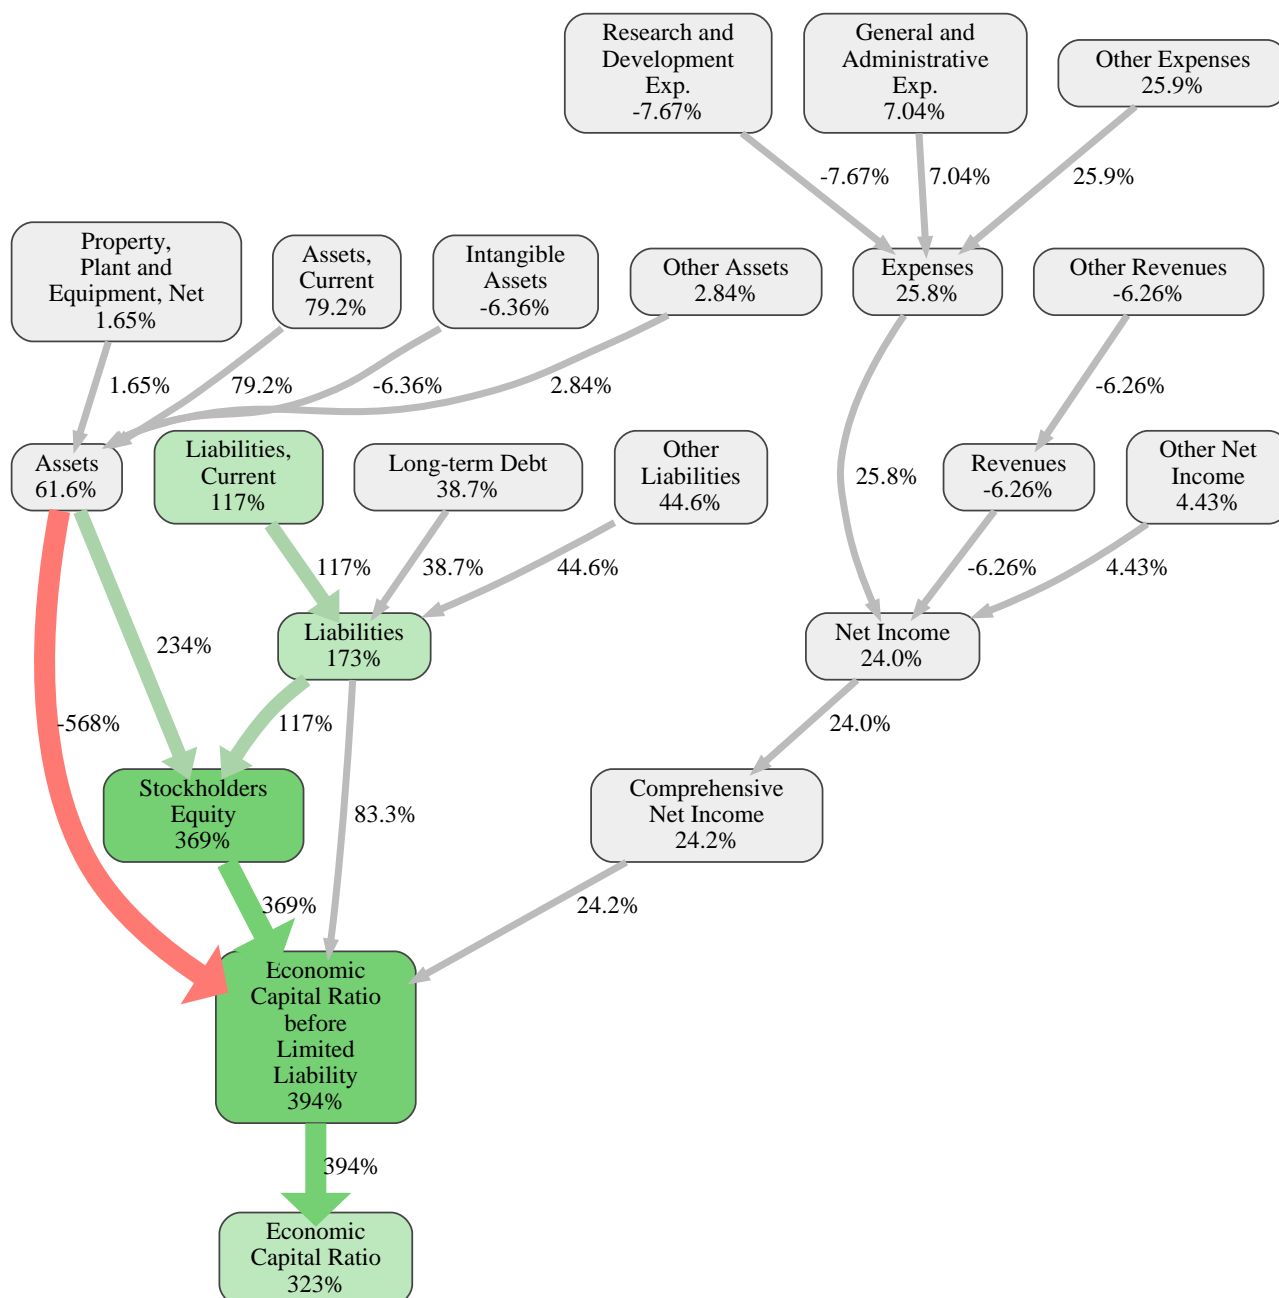 Research and
Development
Exp.
-7.67%
General and
Administrative
Exp.
7.04%
Other Expenses
25.9%
-7.67%
7.04%
25.9%
Property,
Plant and
Equipment, Net
1.65%
Assets,
Current
79.2%
Intangible
Assets
-6.36%
Other Assets
2.84%
Expenses
25.8%
Other Revenues
-6.26%
1.65%
79.2%
-6.36%
2.84%
-6.26%
Assets
61.6%
Liabilities,
Current
117%
Long-term Debt
38.7%
Other
Liabilities
44.6%
25.8%
Revenues
-6.26%
Other Net
Income
4.43%
117%
38.7%
44.6%
-6.26%
4.43%
Liabilities
173%
Net Income
24.0%
234%
-568%
117%
24.0%
Stockholders
Equity
369%
83.3%
Comprehensive
Net Income
24.2%
369%
24.2%
Economic
Capital Ratio
before
Limited
Liability
394%
394%
Economic
Capital Ratio
323%